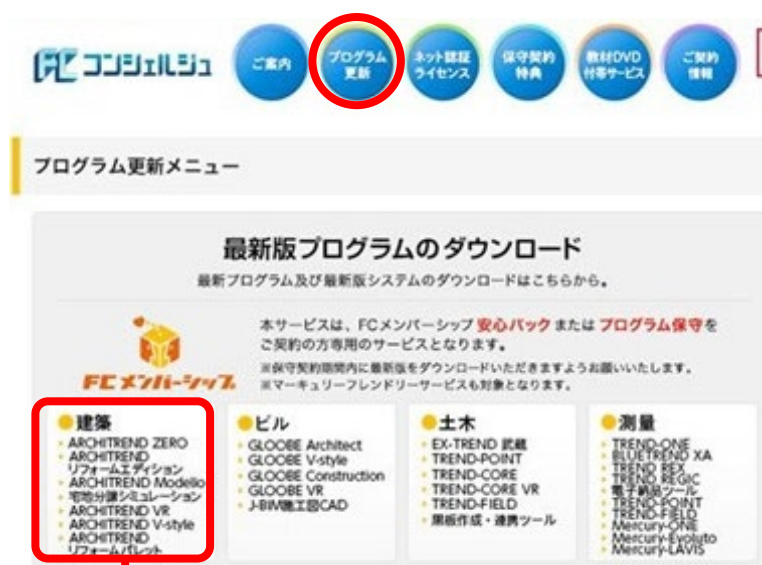 FCコンシェルジュ
ご案内
プログラム
更新
ネット認証
ライセンス
保守契約
特典
教材DVD
付帯サービス
ご契約
情報
プログラム更新メニュー
最新版プログラムのダウンロード
最新プログラム及び最新版システムのダウンロードはこちらから。
本サービスは、FCメンバーシップ 安心パック または プログラム保守を
ご契約の方専用のサービスとなります。
※保守契約期間内に最新版をダウンロードいただきますようお願いいたします。
※マーキュリーフレンドリーサービスも対象となります。
FCメンバーシップ
建築
ARCHITREND ZERO
ARCHITREND
リフォームエディション
ARCHITREND Modelio
宅地分譲シミュレーション
ARCHITREND VR
ARCHITREND V-style
ARCHITREND
リフォームパレット
ビル
GLOOBE Architect
GLOOBE V-style
GLOOBE Construction
GLOOBE VR
J-BIM施工図CAD
土木
EX-TREND 武蔵
TREND-POINT
TREND-CORE
TREND-CORE VR
TREND-FIELD
黒板作成・連携ツール
測量
TREND-ONE
BLUETREND XA
TREND REX
TREND REGIC
電子納品ツール
TREND-POINT
TREND-FIELD
Mercury-ONE
Mercury-Evoluto
Mercury-LAVIS